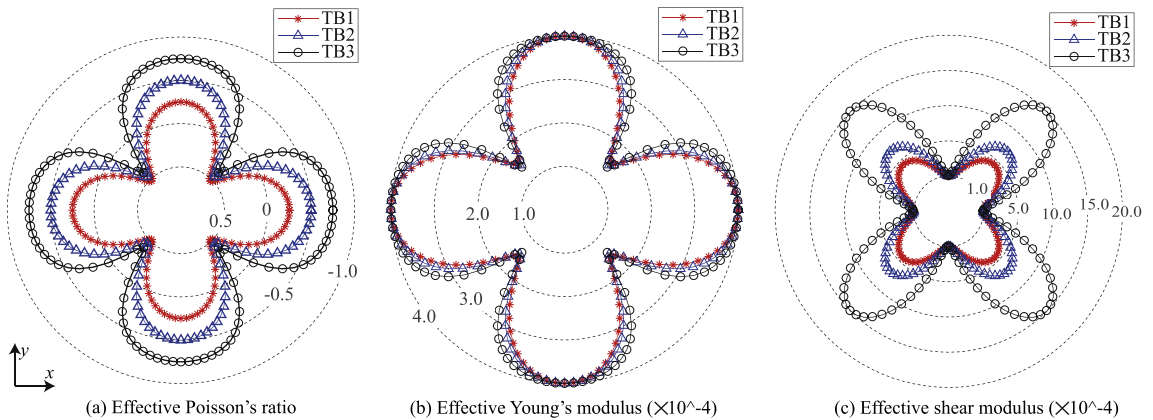 TB1
TB2
TB3
0.5
0
-0.5
-1.0
y
x
(a) Effective Poisson's ratio
TB1
TB2
TB3
2.0
1.0
3.0
4.0
(b) Effective Young's modulus (×10^-4)
TB1
TB2
TB3
1.0
5.0
10.0
15.0
20.0
(c) Effective shear modulus (×10^-4)